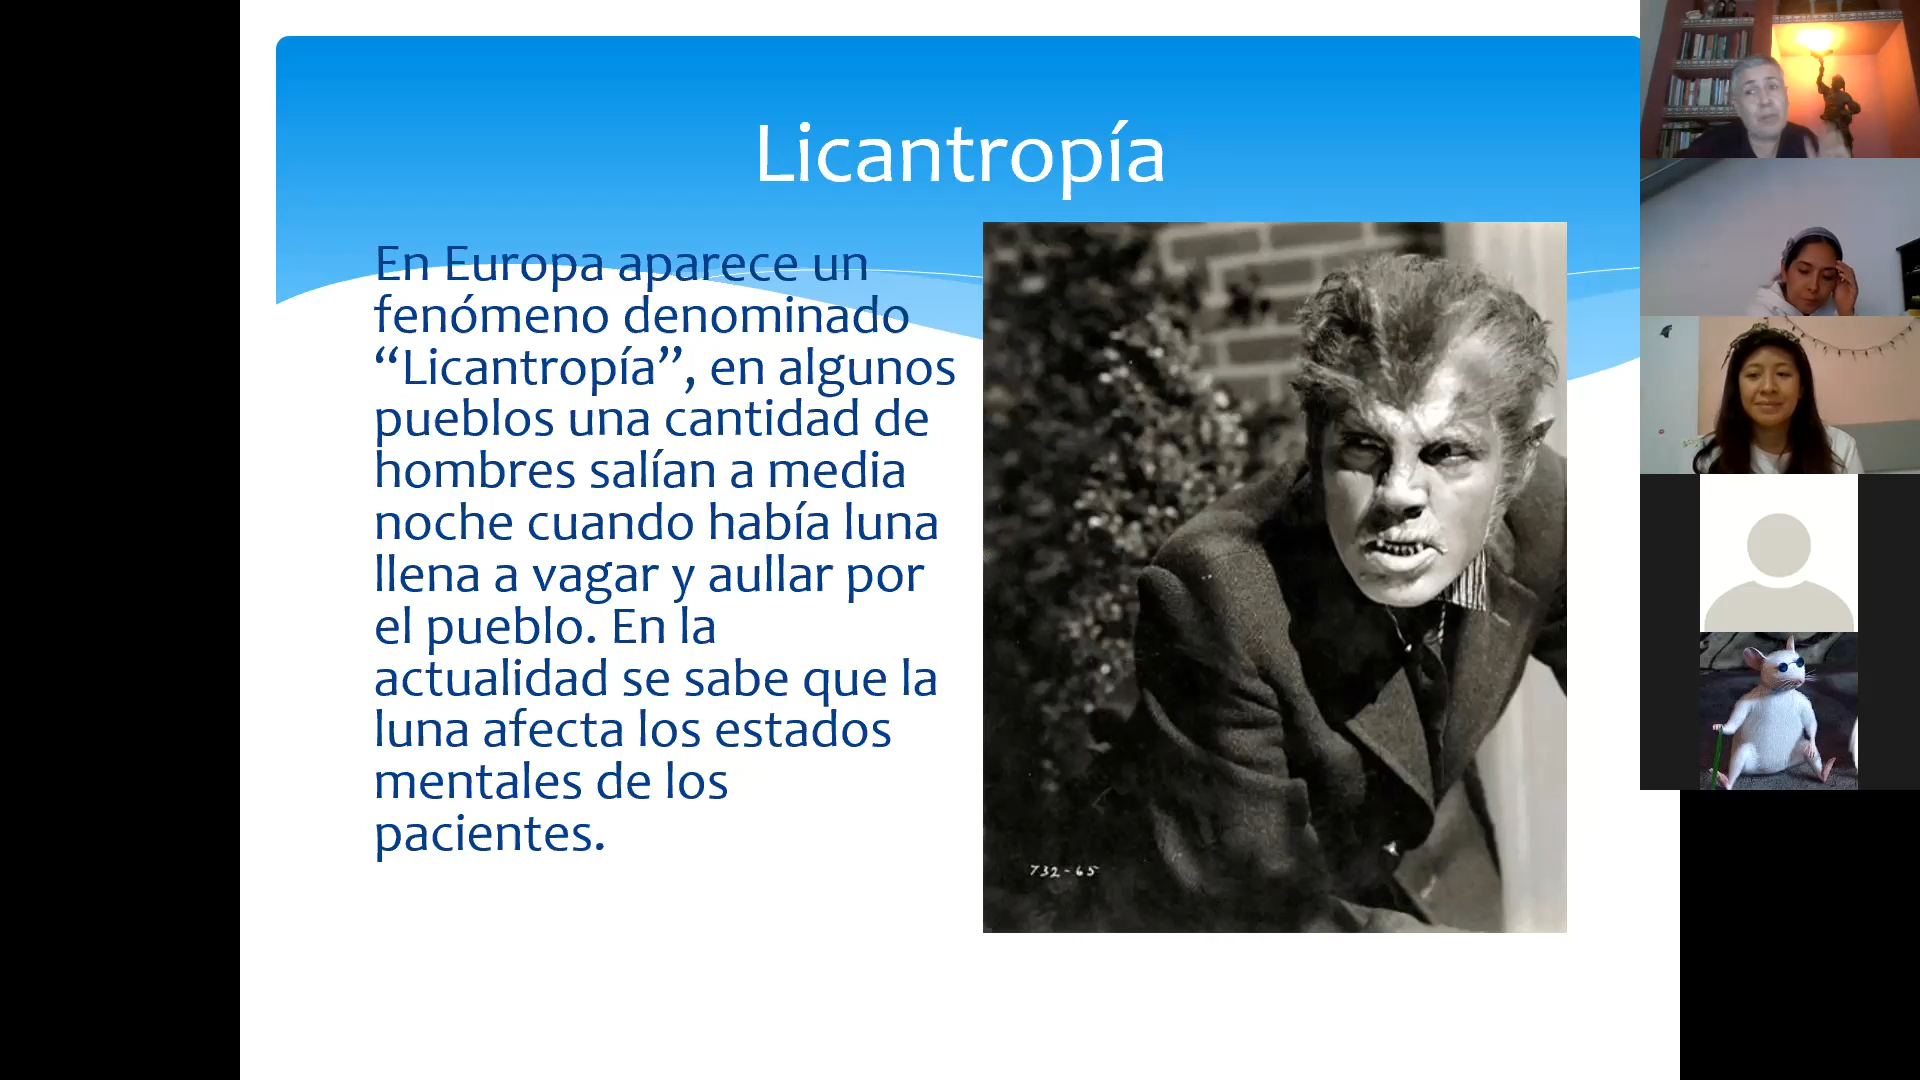 Licantropía
En Europa aparece un
fenómeno denominado
“Licantropía”, en algunos
pueblos una cantidad de
hombres salían a media
noche cuando había luna
llena a vagar y aullar por
el pueblo. En la
actualidad se sabe que la
luna afecta los estados
mentales de los
pacientes.
732-65